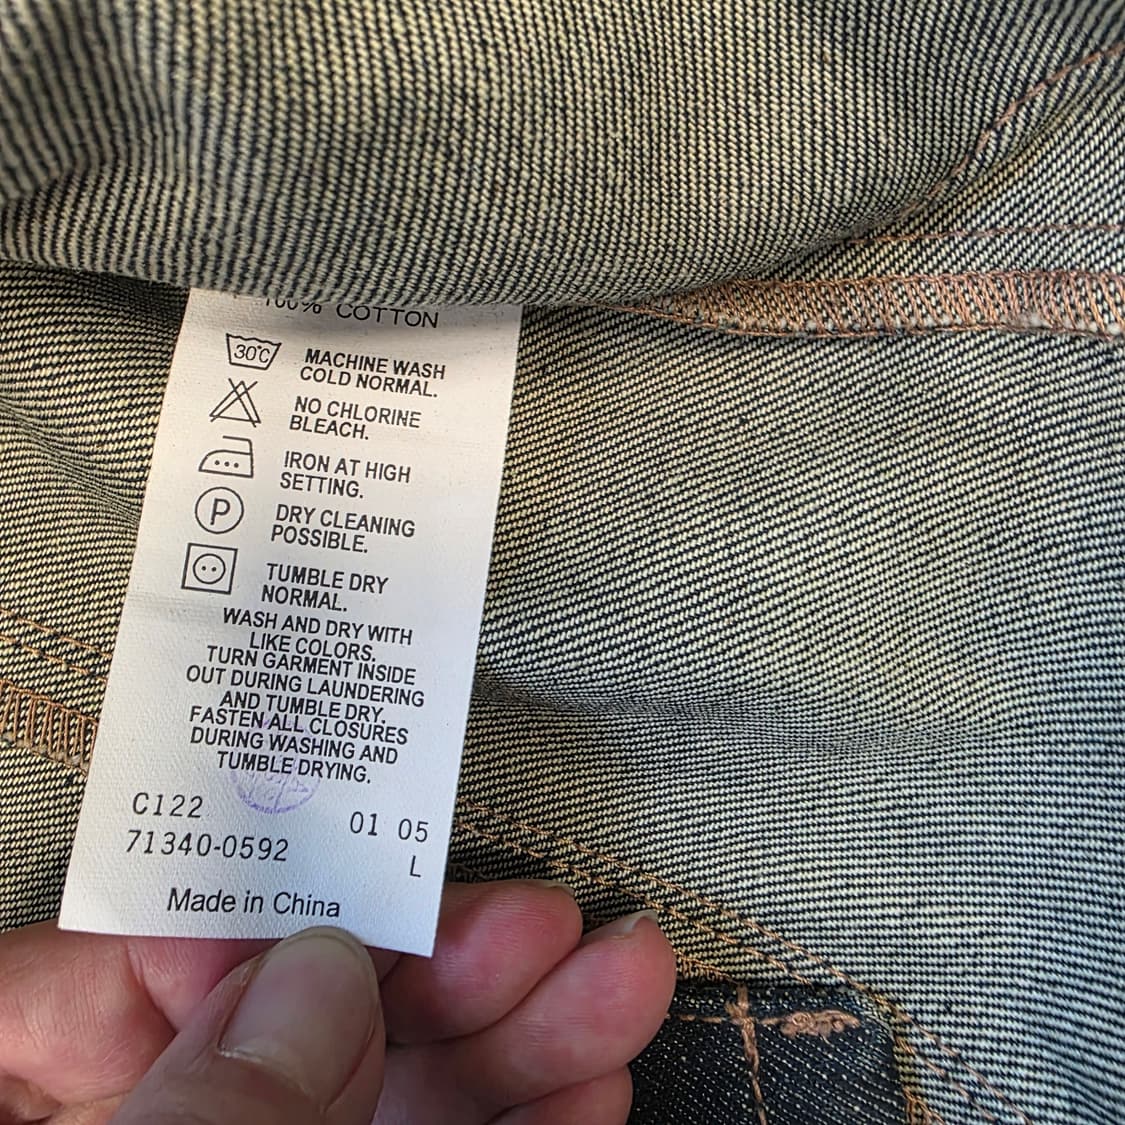 100% COTTON
30°C MACHINE WASH
COLD NORMAL.
NO CHLORINE
BLEACH.
IRON AT HIGH
SETTING.
P DRY CLEANING
POSSIBLE.
TUMBLE DRY
NORMAL.
WASH AND DRY WITH
LIKE COLORS.
TURN GARMENT INSIDE
OUT DURING LAUNDERING
AND TUMBLE DRY.
FASTEN ALL CLOSURES
DURING WASHING AND
TUMBLE DRYING.
C122 01 05
71340-0592 L
Made in China